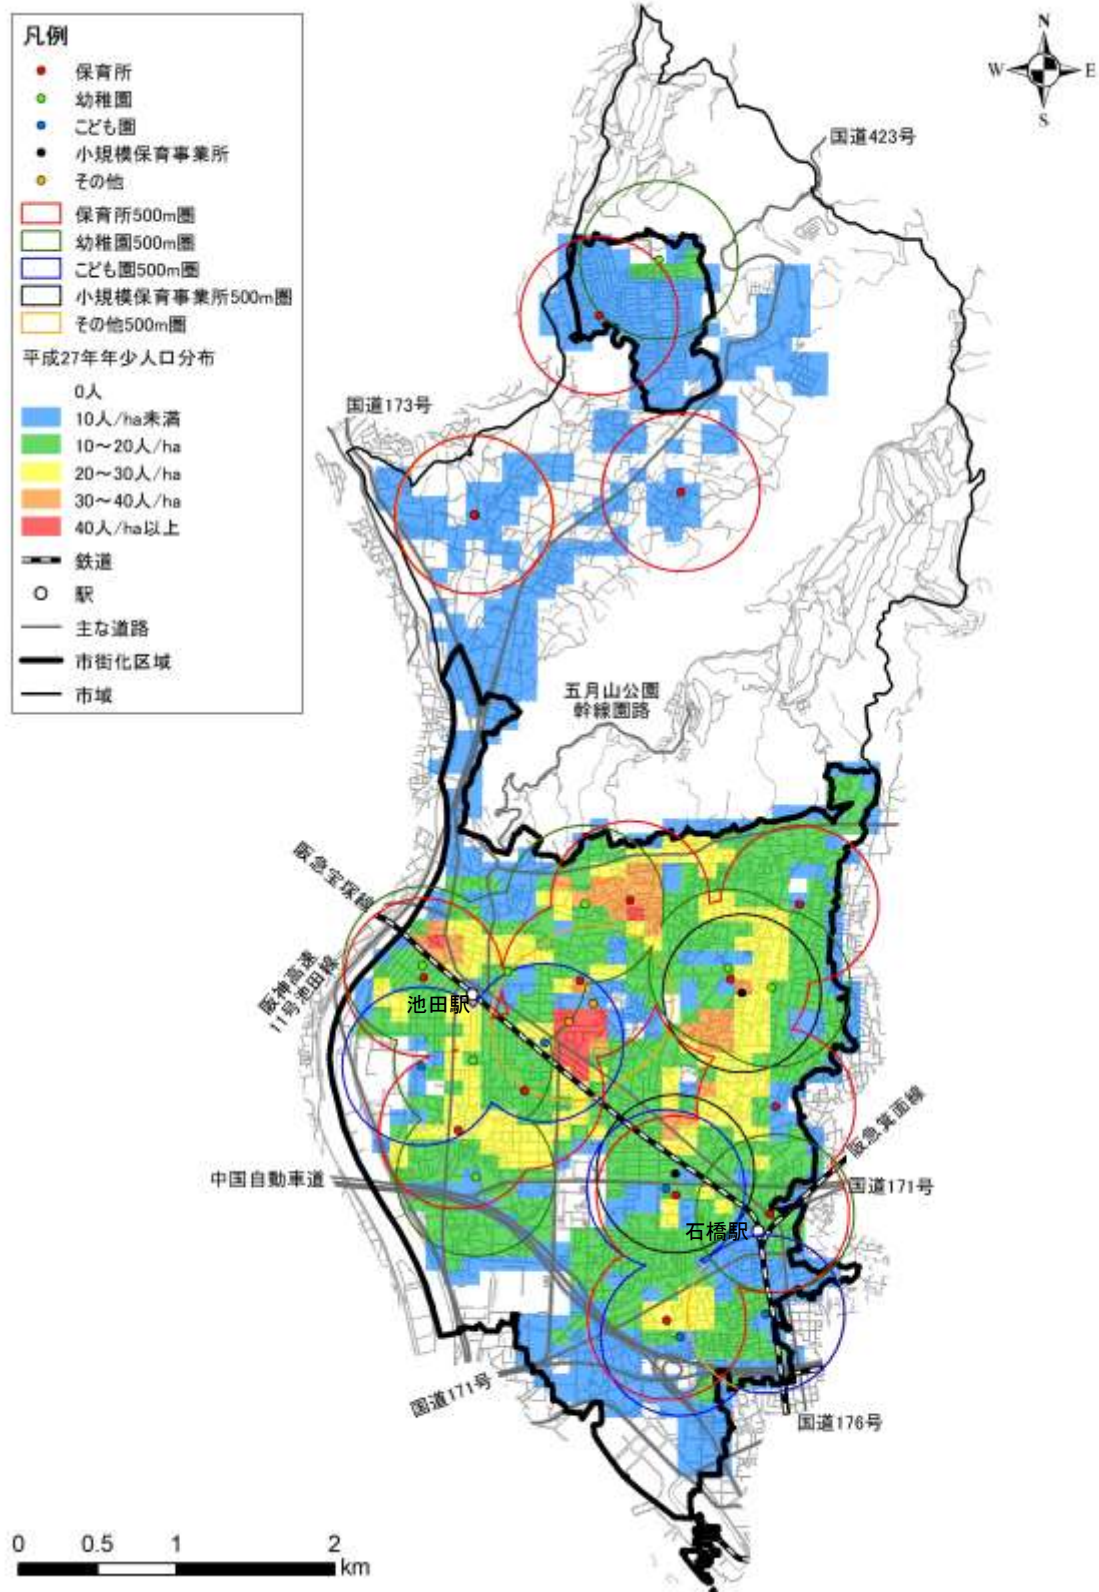 凡例
保育所
幼稚園
こども園
小規模保育事業所
その他
保育所500m圏
幼稚園500m圏
こども園500m圏
小規模保育事業所500m圏
その他500m圏
平成27年年少人口分布
0人
10人/ha未満
10～20人/ha
20～30人/ha
30～40人/ha
40人/ha以上
鉄道
駅
主な道路
市街化区域
市域
N
W
E
S
国道423号
国道173号
五月山公園
幹線園路
阪急宝塚線
阪神高速
11号池田線
池田駅
阪急箕面線
中国自動車道
国道171号
石橋駅
国道171号
国道176号
0 0.5 1 2
km